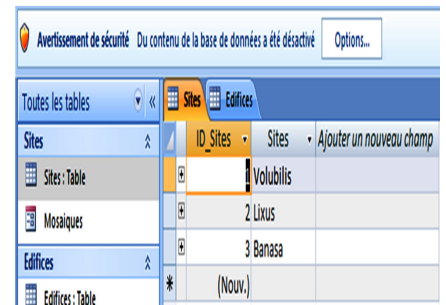 Avertissement de sécurité Du contenu de la base de données a été désactivé Options...
Toutes les tables «
Sites Edifices
Sites
ID_Sites Sites Ajouter un nouveau champ
Sites : Table
1 Volubilis
Mosaiques
2 Lixus
3 Banasa
Edifices
* (Nouv.)
Edifices : Table